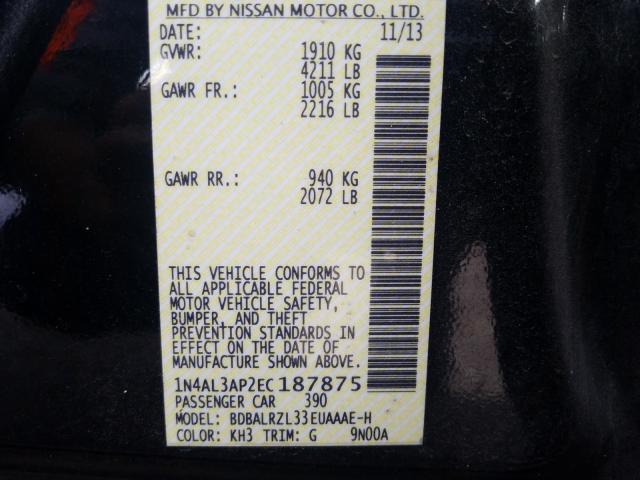 MFD BY NISSAN MOTOR CO., LTD.
DATE: 11/13
GVWR: 1910 KG
4211 LB
GAWR FR.: 1005 KG
2216 LB
GAWR RR.: 940 KG
2072 LB
THIS VEHICLE CONFORMS TO
ALL APPLICABLE FEDERAL
MOTOR VEHICLE SAFETY,
BUMPER, AND THEFT
PREVENTION STANDARDS IN
EFFECT ON THE DATE OF
MANUFACTURE SHOWN ABOVE.
1N4AL3AP2EC187875
PASSENGER CAR 390
MODEL: BDBALRZL33EUAAAE-H
COLOR: KH3 TRIM: G 9N00A